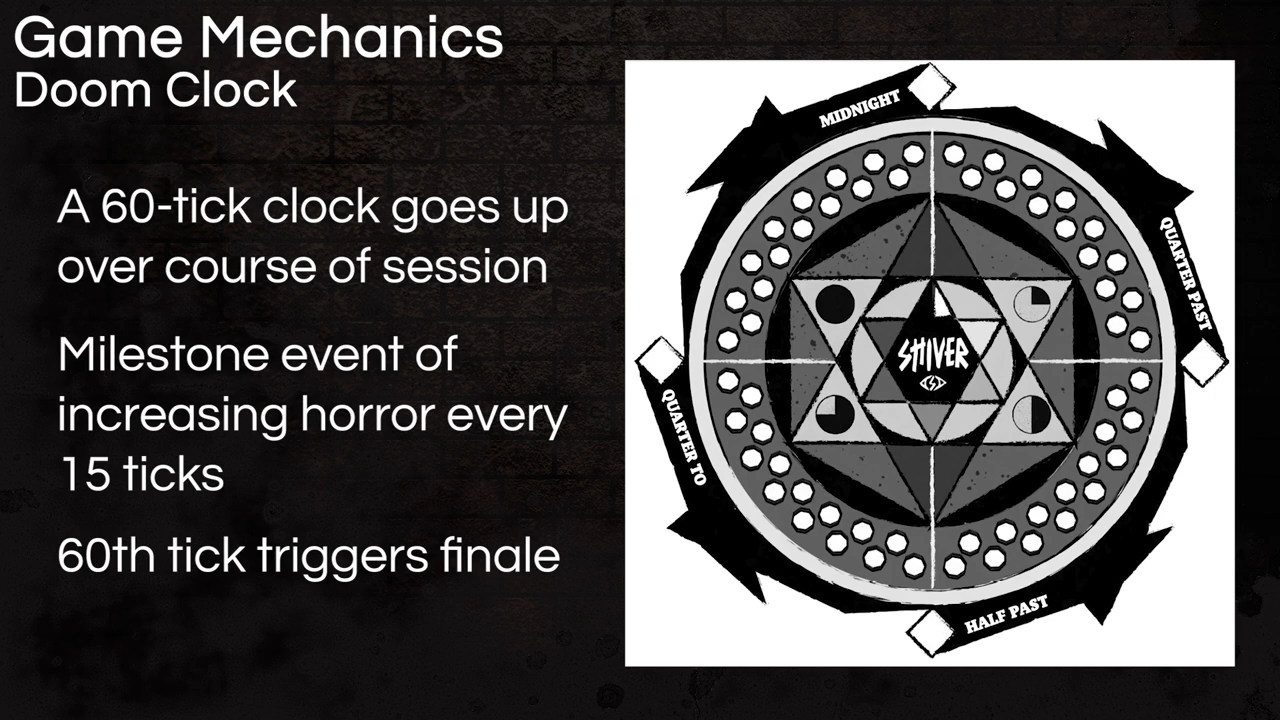 Game Mechanics
Doom Clock
A 60-tick clock goes up
over course of session
Milestone event of
increasing horror every
15 ticks
60th tick triggers finale
MIDNIGHT
QUARTER PAST
SHIVER
QUARTER TO
HALF PAST